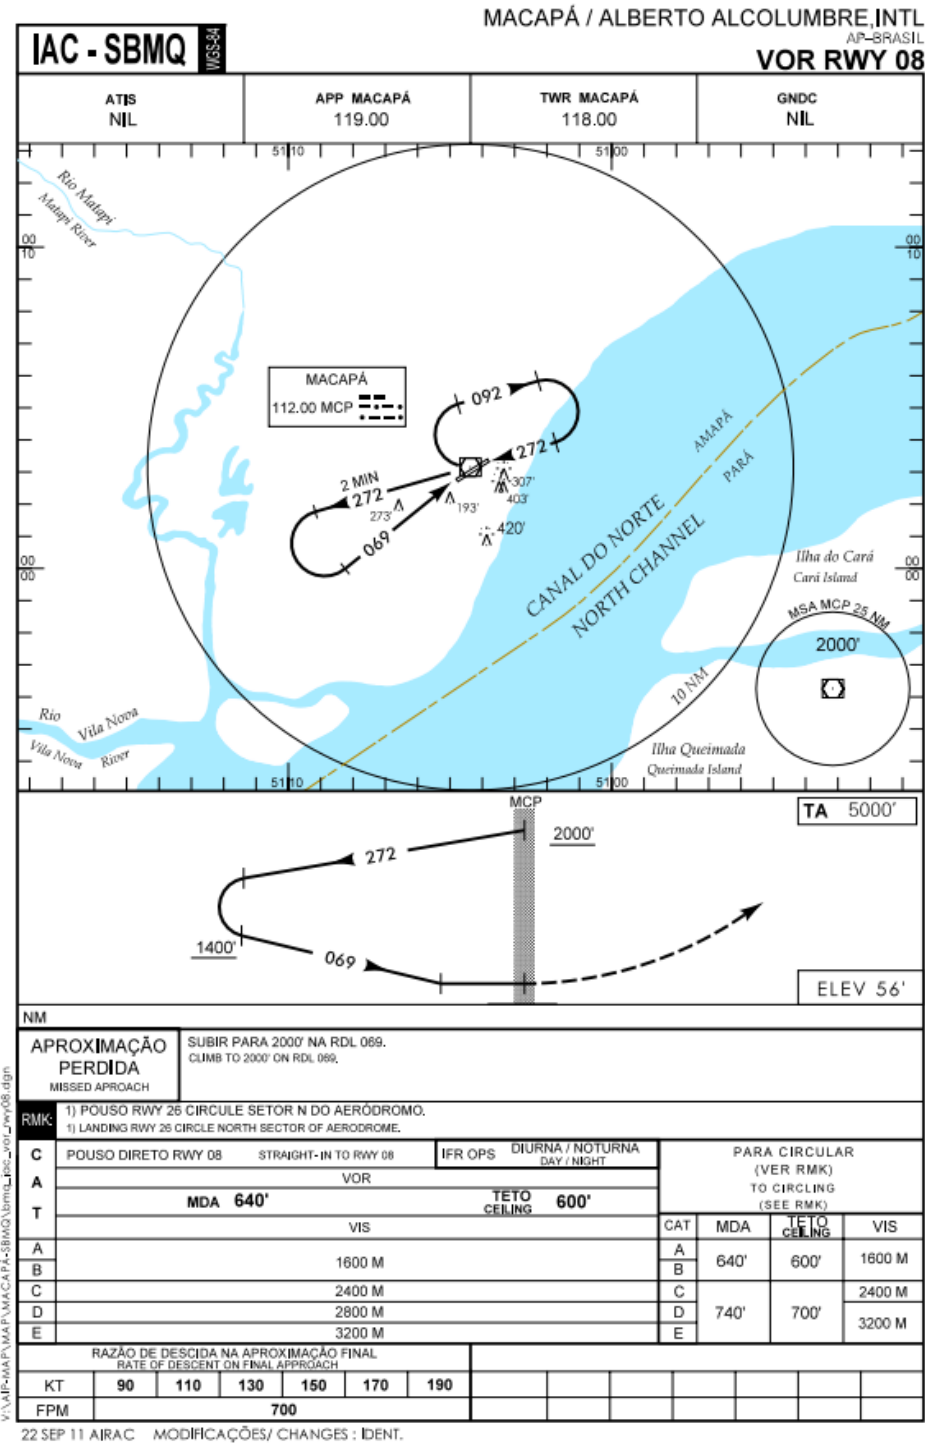 MACAPÁ / ALBERTO ALCOLUMBRE,INTL
AP-BRASIL
IAC - SBMQ
WGS-84
VOR RWY 08
ATIS
NIL
APP MACAPÁ
119.00
TWR MACAPÁ
118.00
GNDC
NIL
51 10
51 00
Rio Matapi
Matapi River
00
10
00
10
MACAPÁ
112.00 MCP
092
272
2 MIN
272
069
273'
193'
307'
403'
420'
AMAPÁ
PARÁ
CANAL DO NORTE
NORTH CHANNEL
00
00
00
00
Ilha do Cará
Cará Island
MSA MCP 25 NM
2000'
10 NM
Rio Vila Nova
Vila Nova River
Ilha Queimada
Queimada Island
51 10
51 00
MCP
TA 5000'
2000'
272
1400'
069
ELEV 56'
NM
APROXIMAÇÃO
PERDIDA
MISSED APROACH
SUBIR PARA 2000' NA RDL 069.
CLIMB TO 2000' ON RDL 069.
RMK:
1) POUSO RWY 26 CIRCULE SETOR N DO AERÓDROMO.
1) LANDING RWY 26 CIRCLE NORTH SECTOR OF AERODROME.
C
A
T
POUSO DIRETO RWY 08 STRAIGHT-IN TO RWY 08
IFR OPS DIURNA / NOTURNA
DAY / NIGHT
VOR
MDA 640'
TETO
CEILING 600'
VIS
PARA CIRCULAR
(VER RMK)
TO CIRCLING
(SEE RMK)
CAT MDA TETO
CEILING VIS
A
B
1600 M
A
B
640' 600' 1600 M
C 2400 M
C
2400 M
D 2800 M
D
740' 700'
E 3200 M
E
3200 M
RAZÃO DE DESCIDA NA APROXIMAÇÃO FINAL
RATE OF DESCENT ON FINAL APPROACH
KT 90 110 130 150 170 190
FPM 700
22 SEP 11 AIRAC MODIFICAÇÕES/ CHANGES : IDENT.
V:\AIP-MAP\MAP\MACAPÁ-SBMQ\bmq_iac_vor_rwy08.dgn